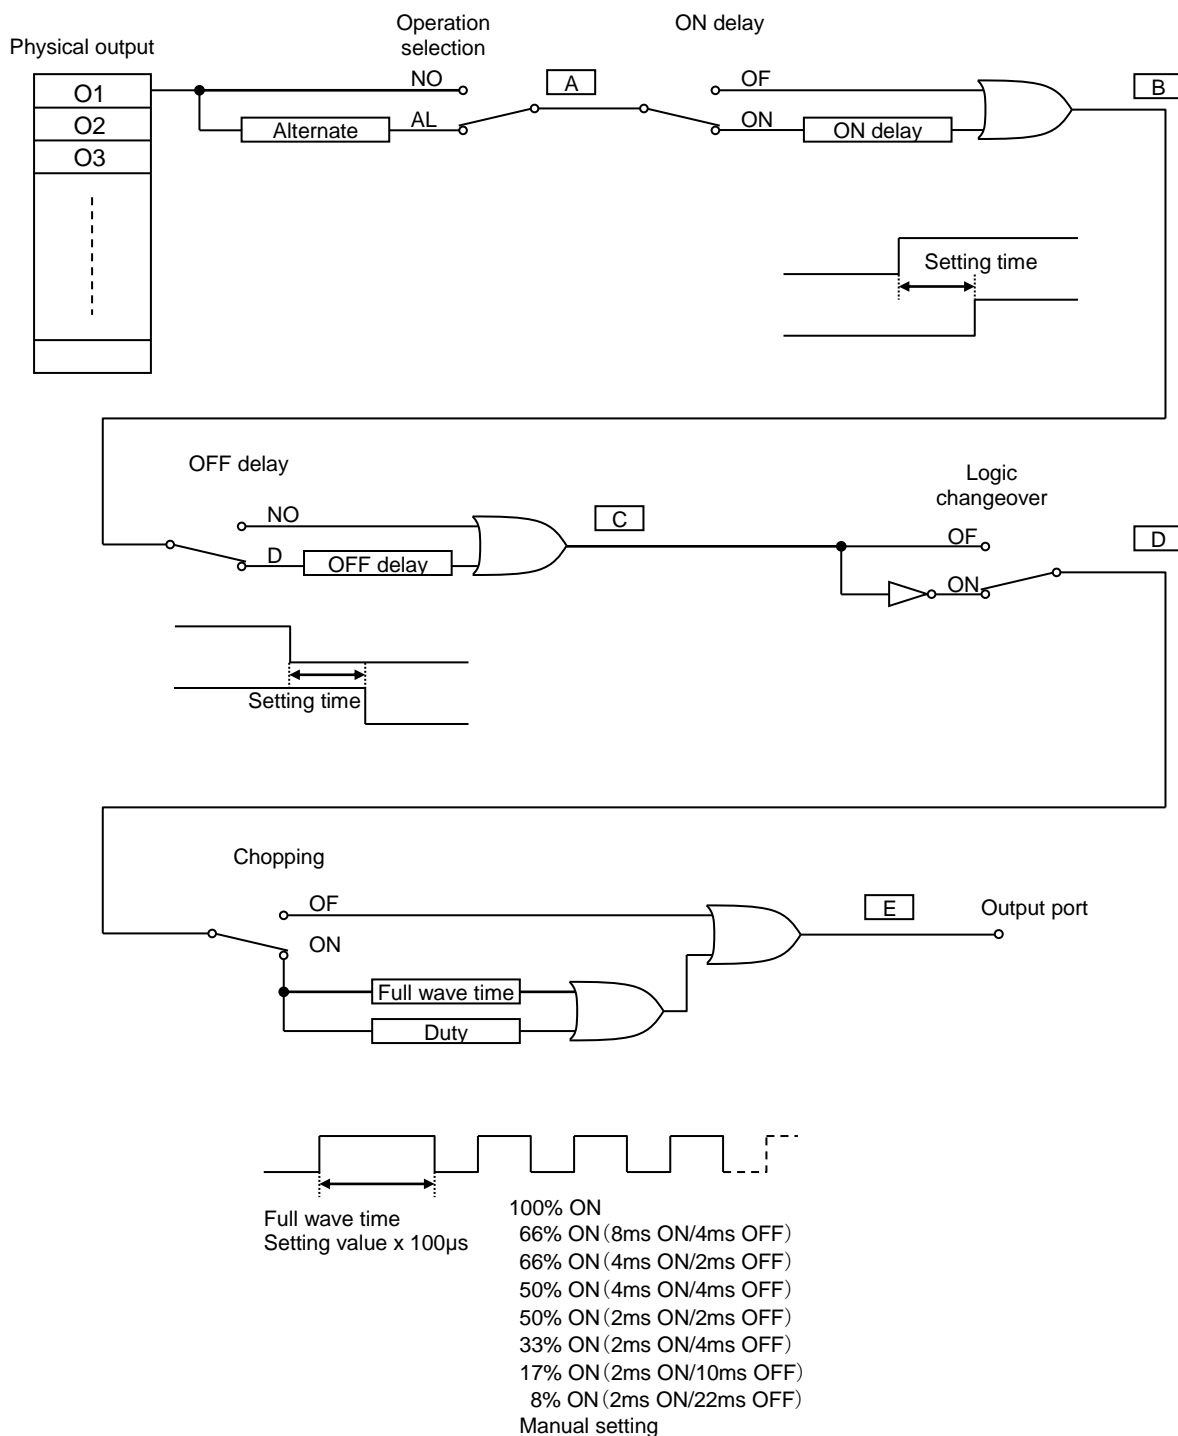 Physical output
Operation
selection
ON delay
O1
O2
O3
NO
AL
Alternate
A
OF
ON
ON delay
B
Setting time
OFF delay
NO
D
OFF delay
C
Logic
changeover
OF
ON
D
Setting time
Chopping
OF
ON
Full wave time
Duty
E
Output port
Full wave time
Setting value x 100µs
100% ON
66% ON（8ms ON/4ms OFF）
66% ON（4ms ON/2ms OFF）
50% ON（4ms ON/4ms OFF）
50% ON（2ms ON/2ms OFF）
33% ON（2ms ON/4ms OFF）
17% ON（2ms ON/10ms OFF）
8% ON（2ms ON/22ms OFF）
Manual setting